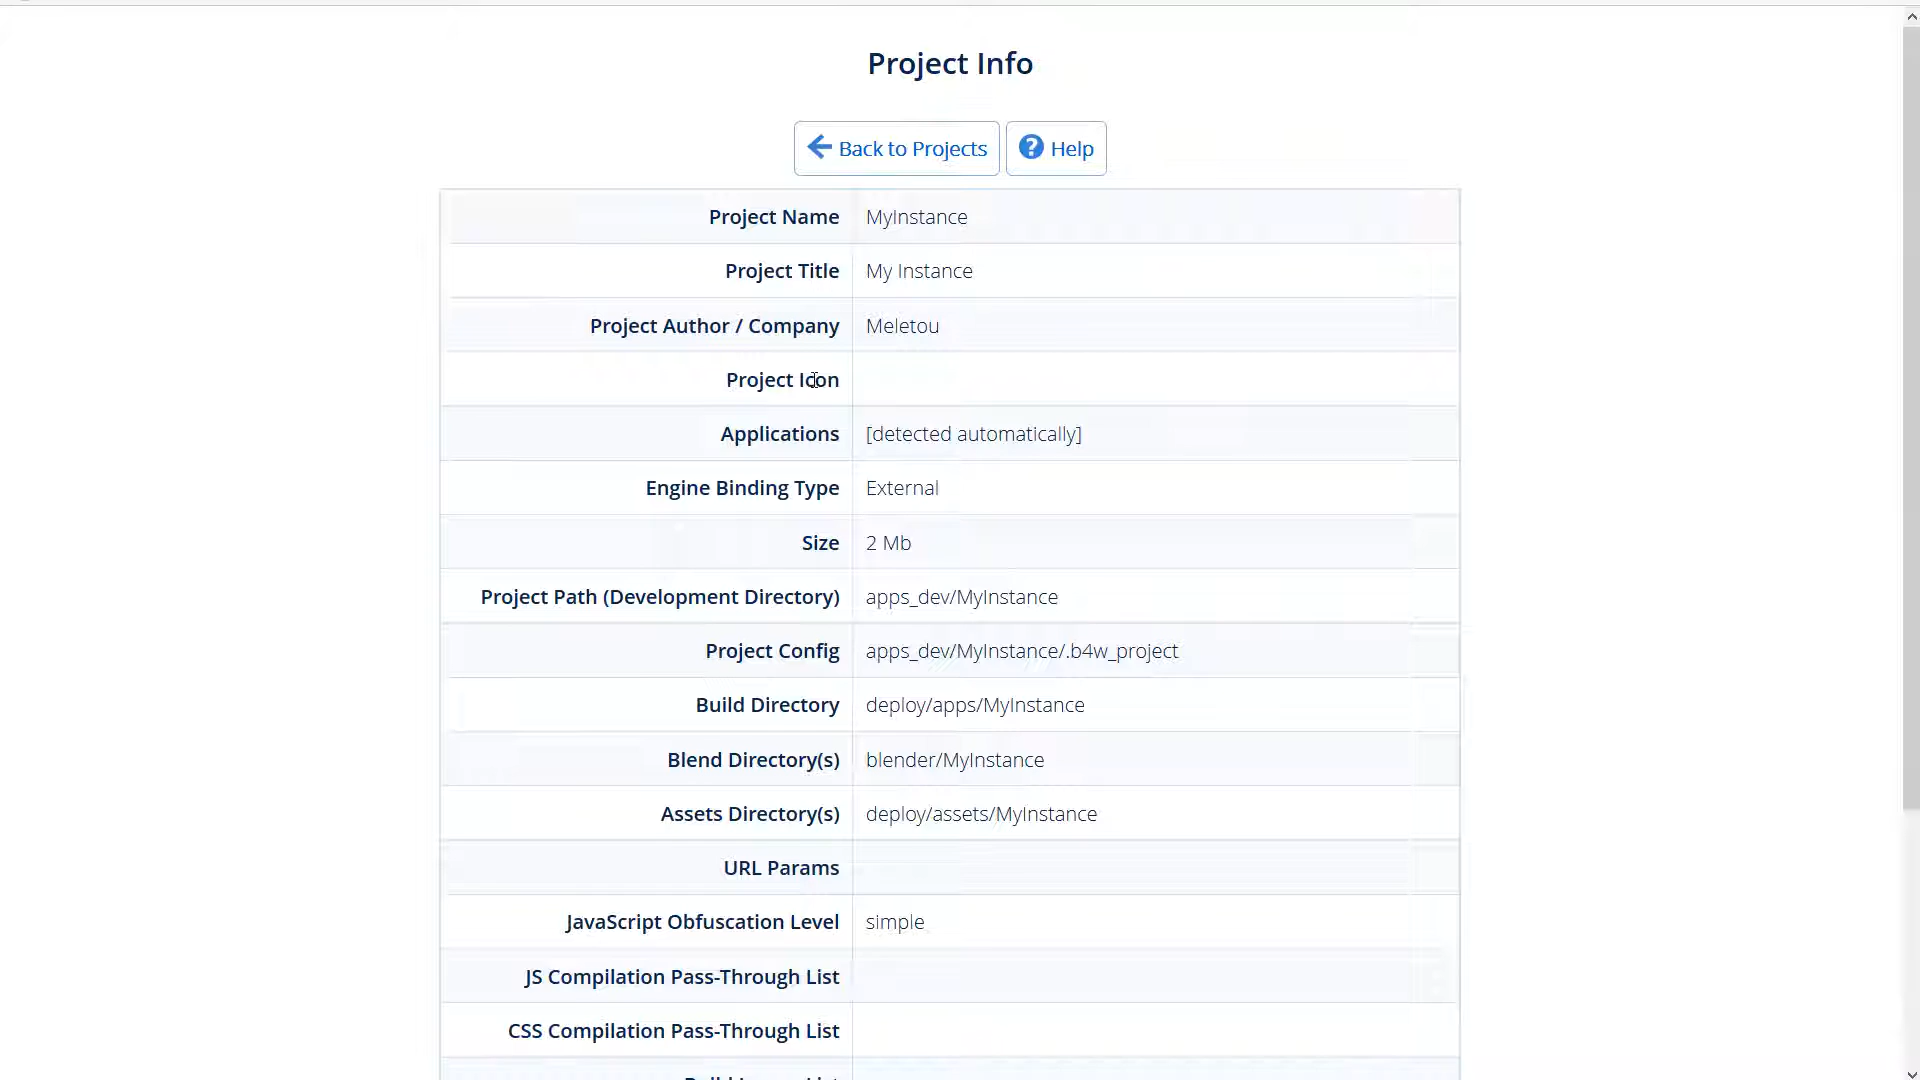 Project Info
Back to Projects
Help
Project Name MyInstance
Project Title My Instance
Project Author / Company Meletou
Project Icon
Applications [detected automatically]
Engine Binding Type External
Size 2 Mb
Project Path (Development Directory) apps_dev/MyInstance
Project Config apps_dev/MyInstance/.b4w_project
Build Directory deploy/apps/MyInstance
Blend Directory(s) blender/MyInstance
Assets Directory(s) deploy/assets/MyInstance
URL Params
JavaScript Obfuscation Level simple
JS Compilation Pass-Through List
CSS Compilation Pass-Through List